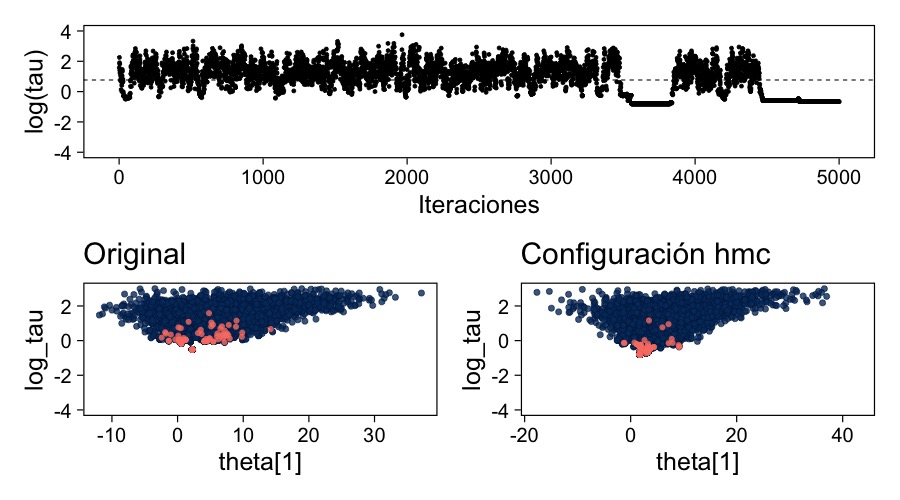 log(tau)
4
2
0
-2
-4
0 1000 2000 3000 4000 5000
Iteraciones
Original
log_tau
2
0
-2
-4
-10 0 10 20 30
theta[1]
Configuración hmc
log_tau
2
0
-2
-4
-20 0 20 40
theta[1]